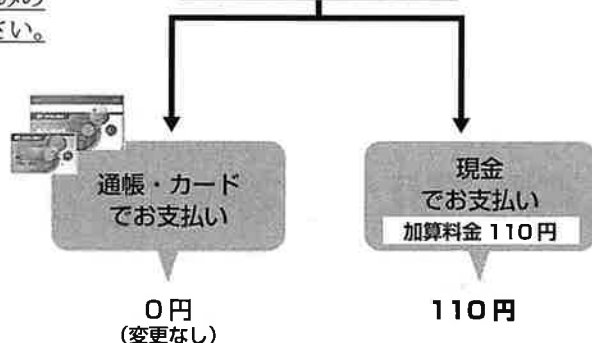 さい。
通帳・カード
でお支払い
現金
でお支払い
加算料金 110円
0円
（変更なし）
110円